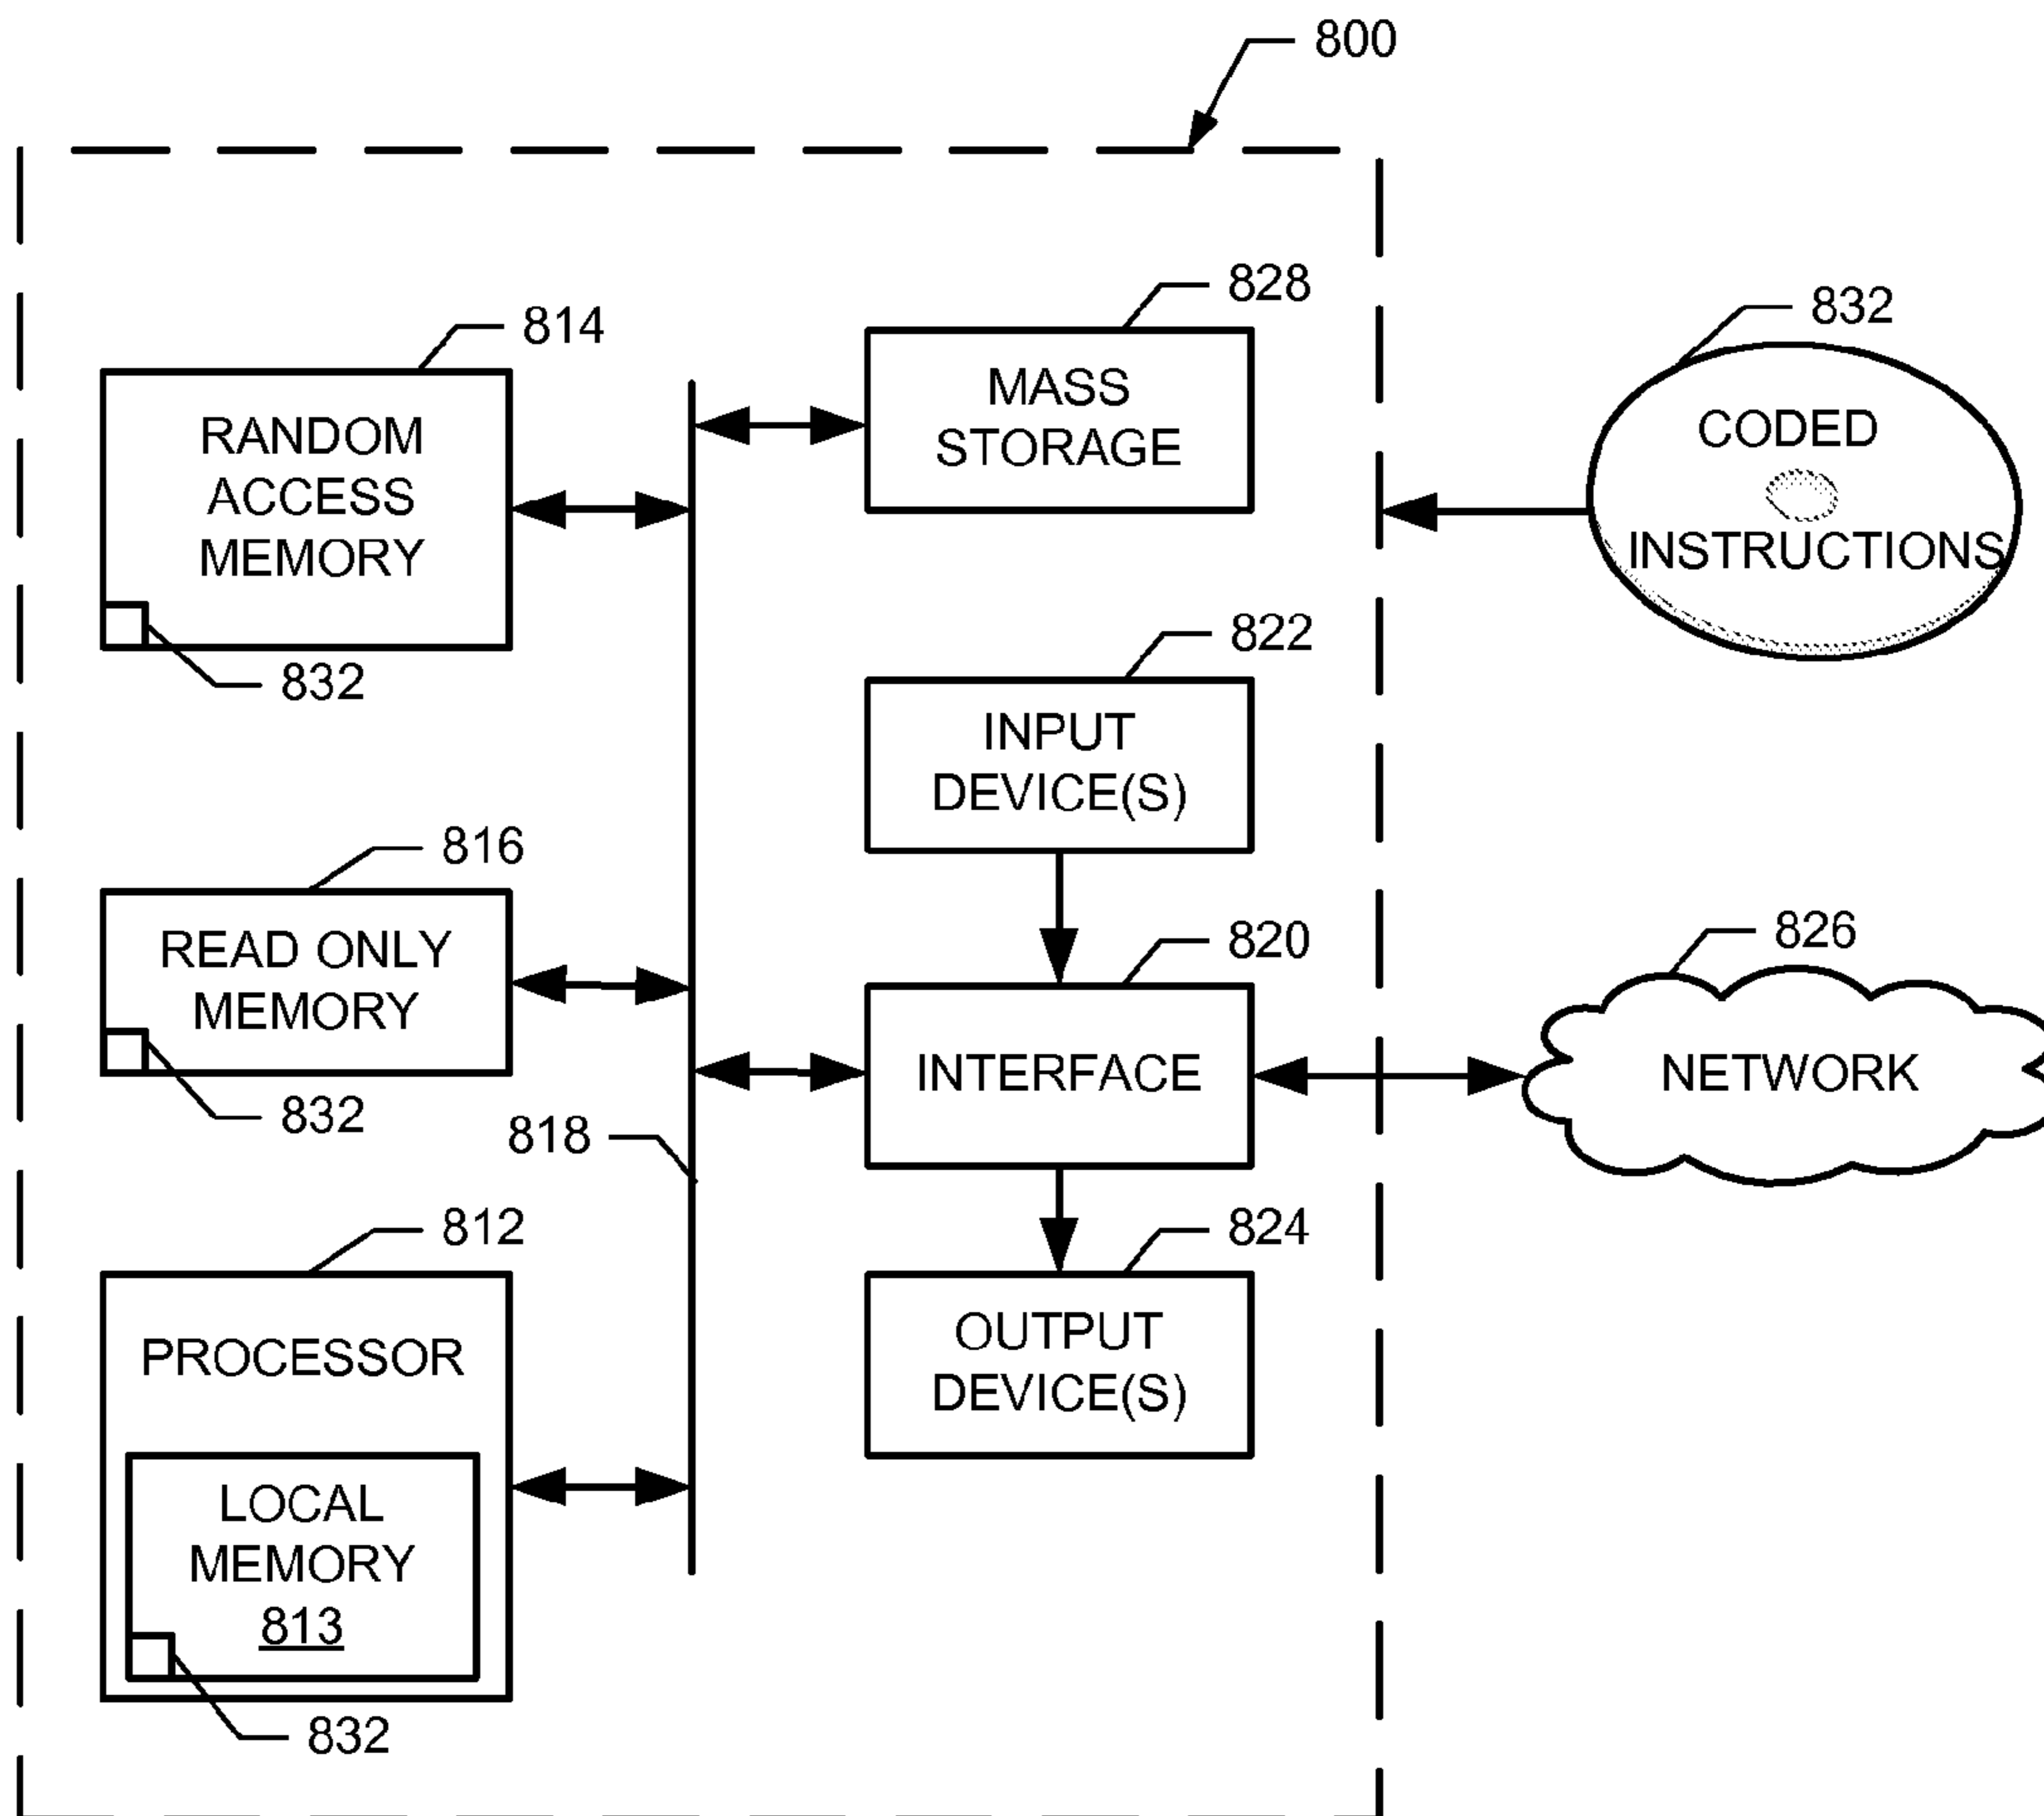 800
828
MASS
STORAGE
814
RANDOM
ACCESS
MEMORY
832
832
CODED
INSTRUCTIONS
822
INPUT
DEVICE(S)
816
READ ONLY
MEMORY
832
820
INTERFACE
826
NETWORK
818
812
PROCESSOR
LOCAL
MEMORY
813
832
824
OUTPUT
DEVICE(S)